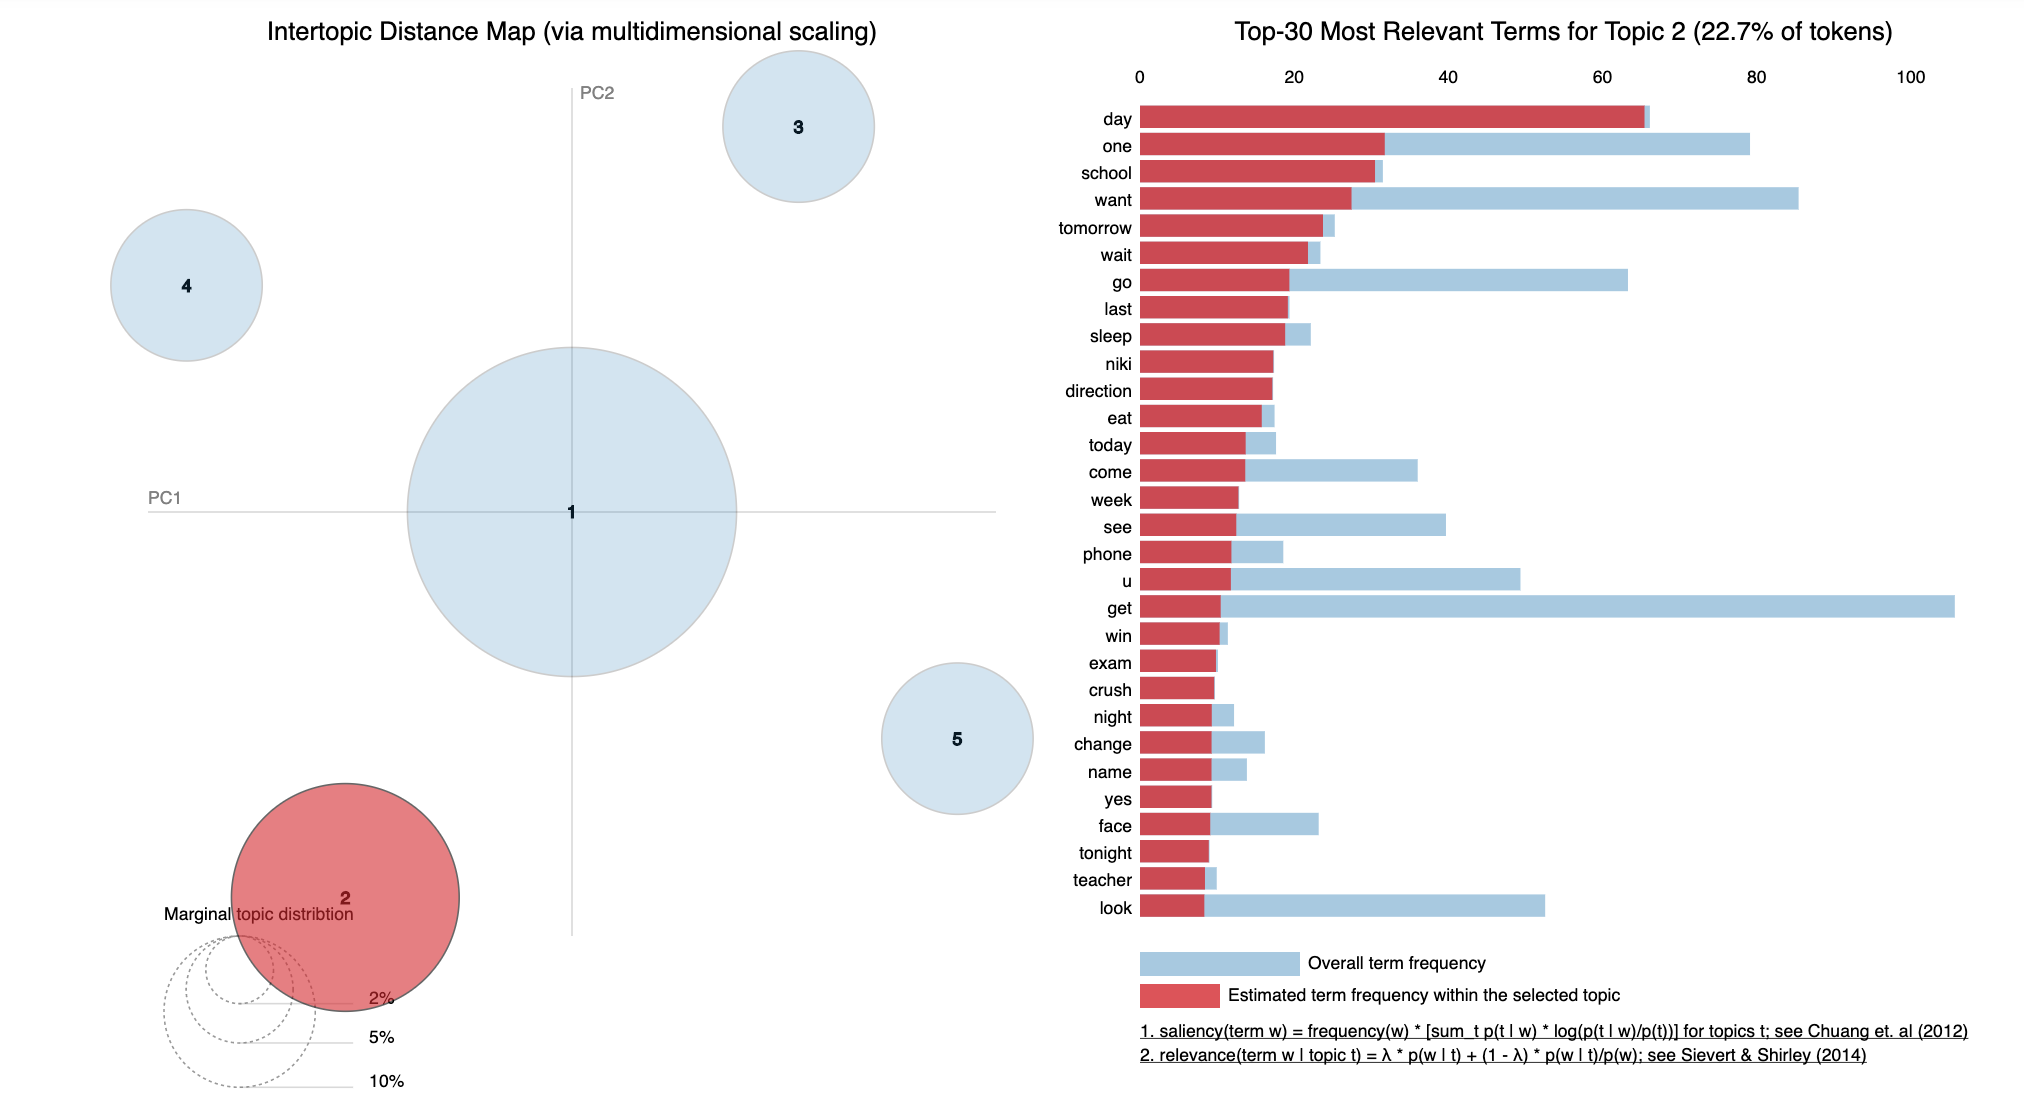 Intertopic Distance Map (via multidimensional scaling)
PC2
PC1
3
4
1
5
2
Marginal topic distribtion
2%
5%
10%
Top-30 Most Relevant Terms for Topic 2 (22.7% of tokens)
0 20 40 60 80 100
day
one
school
want
tomorrow
wait
go
last
sleep
niki
direction
eat
today
come
week
see
phone
u
get
win
exam
crush
night
change
name
yes
face
tonight
teacher
look
Overall term frequency
Estimated term frequency within the selected topic
1. saliency(term w) = frequency(w) * [sum_t p(t | w) * log(p(t | w)/p(t))] for topics t; see Chuang et. al (2012)
2. relevance(term w | topic t) = λ * p(w | t) + (1 - λ) * p(w | t)/p(w); see Sievert & Shirley (2014)